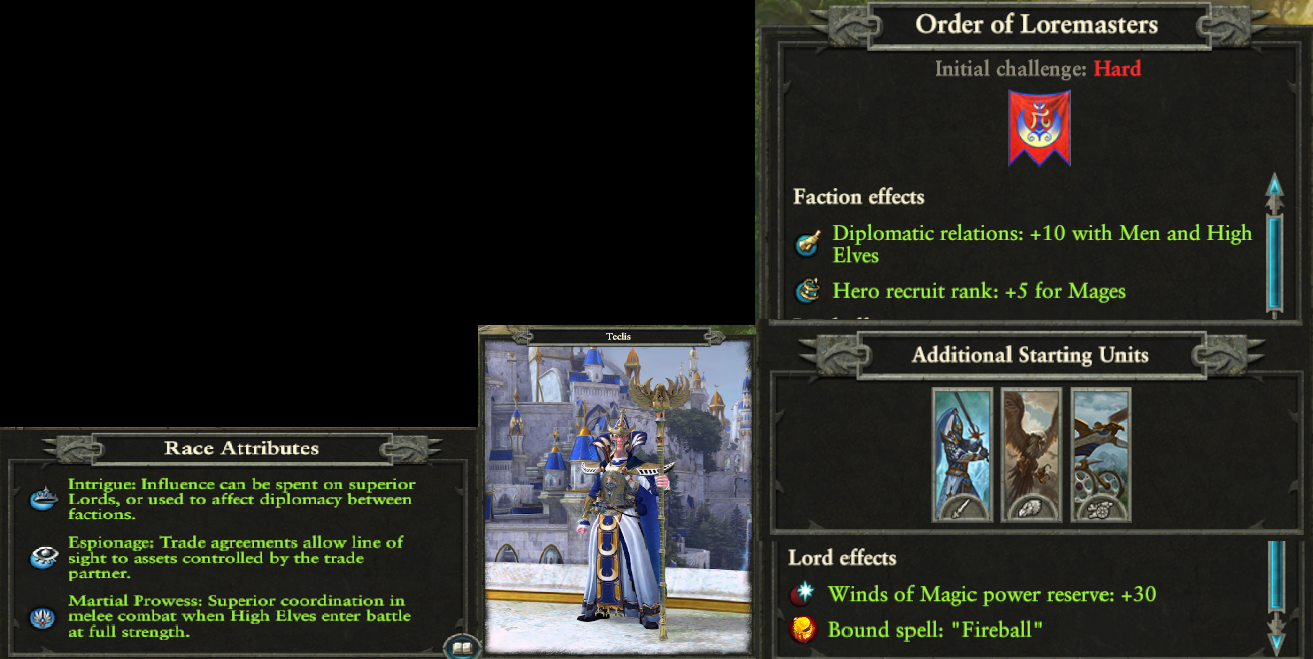 Order of Loremasters
Initial challenge: Hard
Faction effects
Diplomatic relations: +10 with Men and High
Elves
Hero recruit rank: +5 for Mages
Teclis
Additional Starting Units
Race Attributes
Intrigue: Influence can be spent on superior
Lords, or used to affect diplomacy between
factions.
Espionage: Trade agreements allow line of
sight to assets controlled by the trade
partner.
Martial Prowess: Superior coordination in
melee combat when High Elves enter battle
at full strength.
Lord effects
Winds of Magic power reserve: +30
Bound spell: "Fireball"